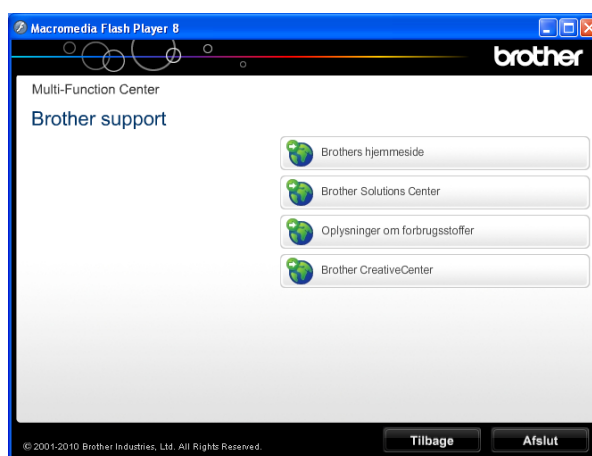 Macromedia Flash Player 8
brother
Multi-Function Center
Brother support
Brothers hjemmeside
Brother Solutions Center
Oplysninger om forbrugsstoffer
Brother CreativeCenter
© 2001-2010 Brother Industries, Ltd. All Rights Reserved.
Tilbage
Afslut